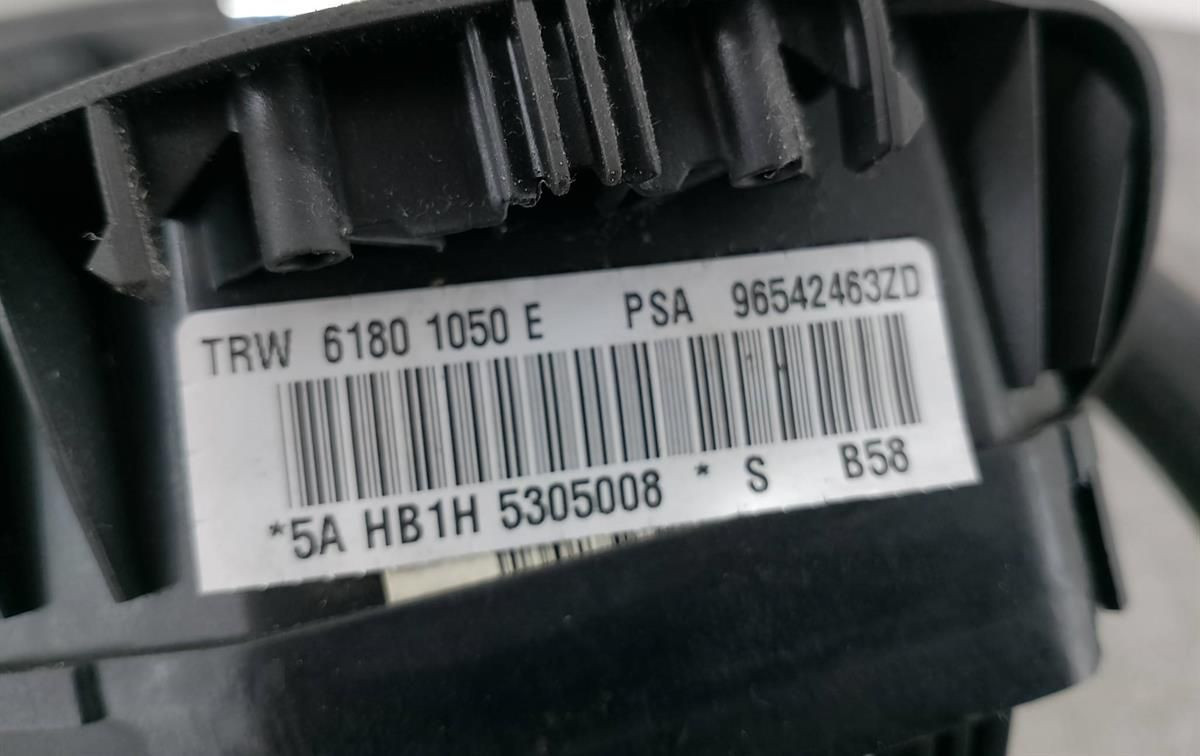 TRW 6180 1050 E PSA 96542463ZD
*5A HB1H 5305008 * S B58